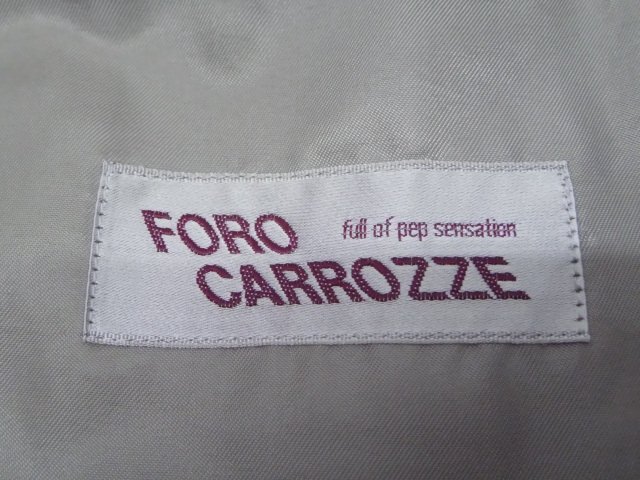 FORO full of pep sensation
CARROZZE